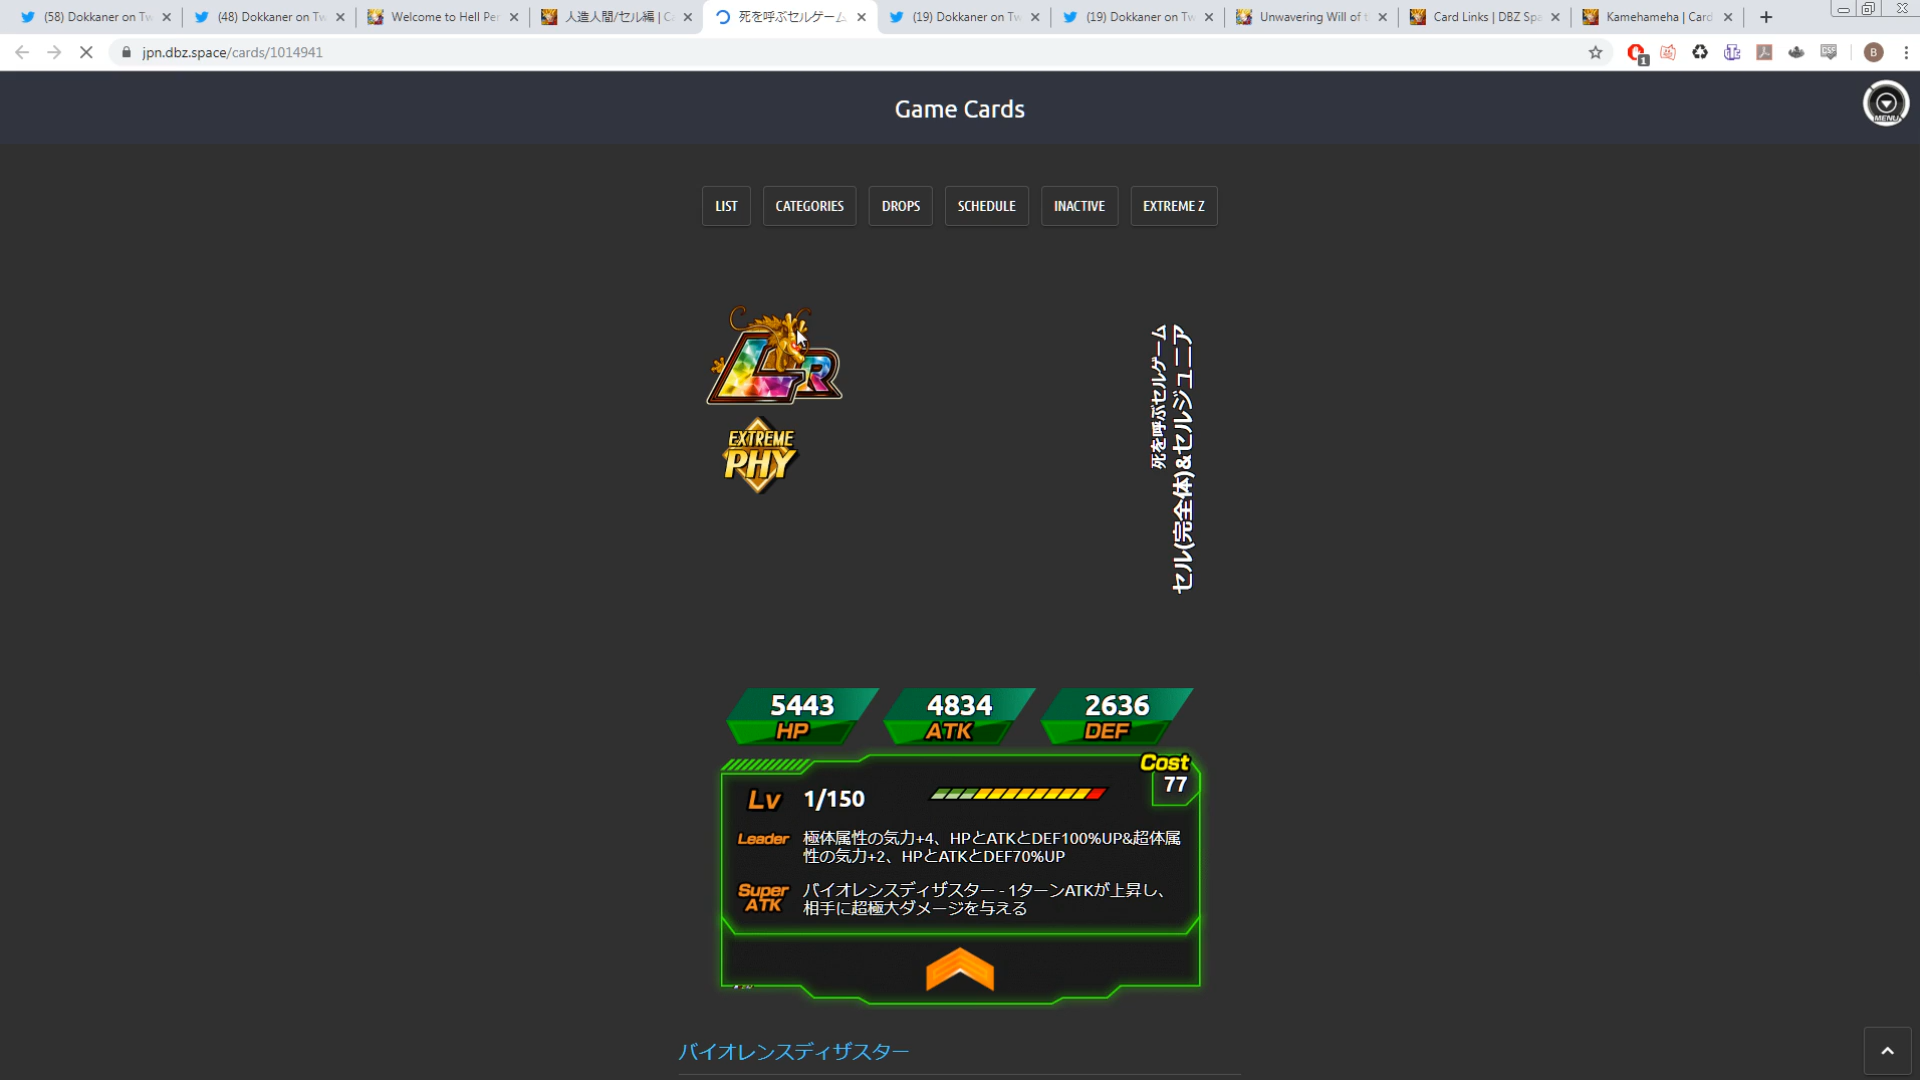 (58) Dokkaner on Tw
(48) Dokkaner on Tw
Welcome to Hell Per
人造人間/セル編 | C
死を呼ぶセルゲーム
(19) Dokkaner on Tw
(19) Dokkaner on Tw
Unwavering Will of t
Card Links | DBZ Spa
Kamehameha | Card
jpn.dbz.space/cards/1014941
1
B
Game Cards
MENU
LIST
CATEGORIES
DROPS
SCHEDULE
INACTIVE
EXTREME Z
LR
EXTREME
PHY
死を呼ぶセルゲーム
セル(完全体)&セルジュニア
5443
HP
4834
ATK
2636
DEF
Cost
77
Lv 1/150
Leader
極体属性の気力+4、HPとATKとDEF100%UP&超体属
性の気力+2、HPとATKとDEF70%UP
Super
ATK
バイオレンスディザスター - 1ターンATKが上昇し、
相手に超極大ダメージを与える
バイオレンスディザスター